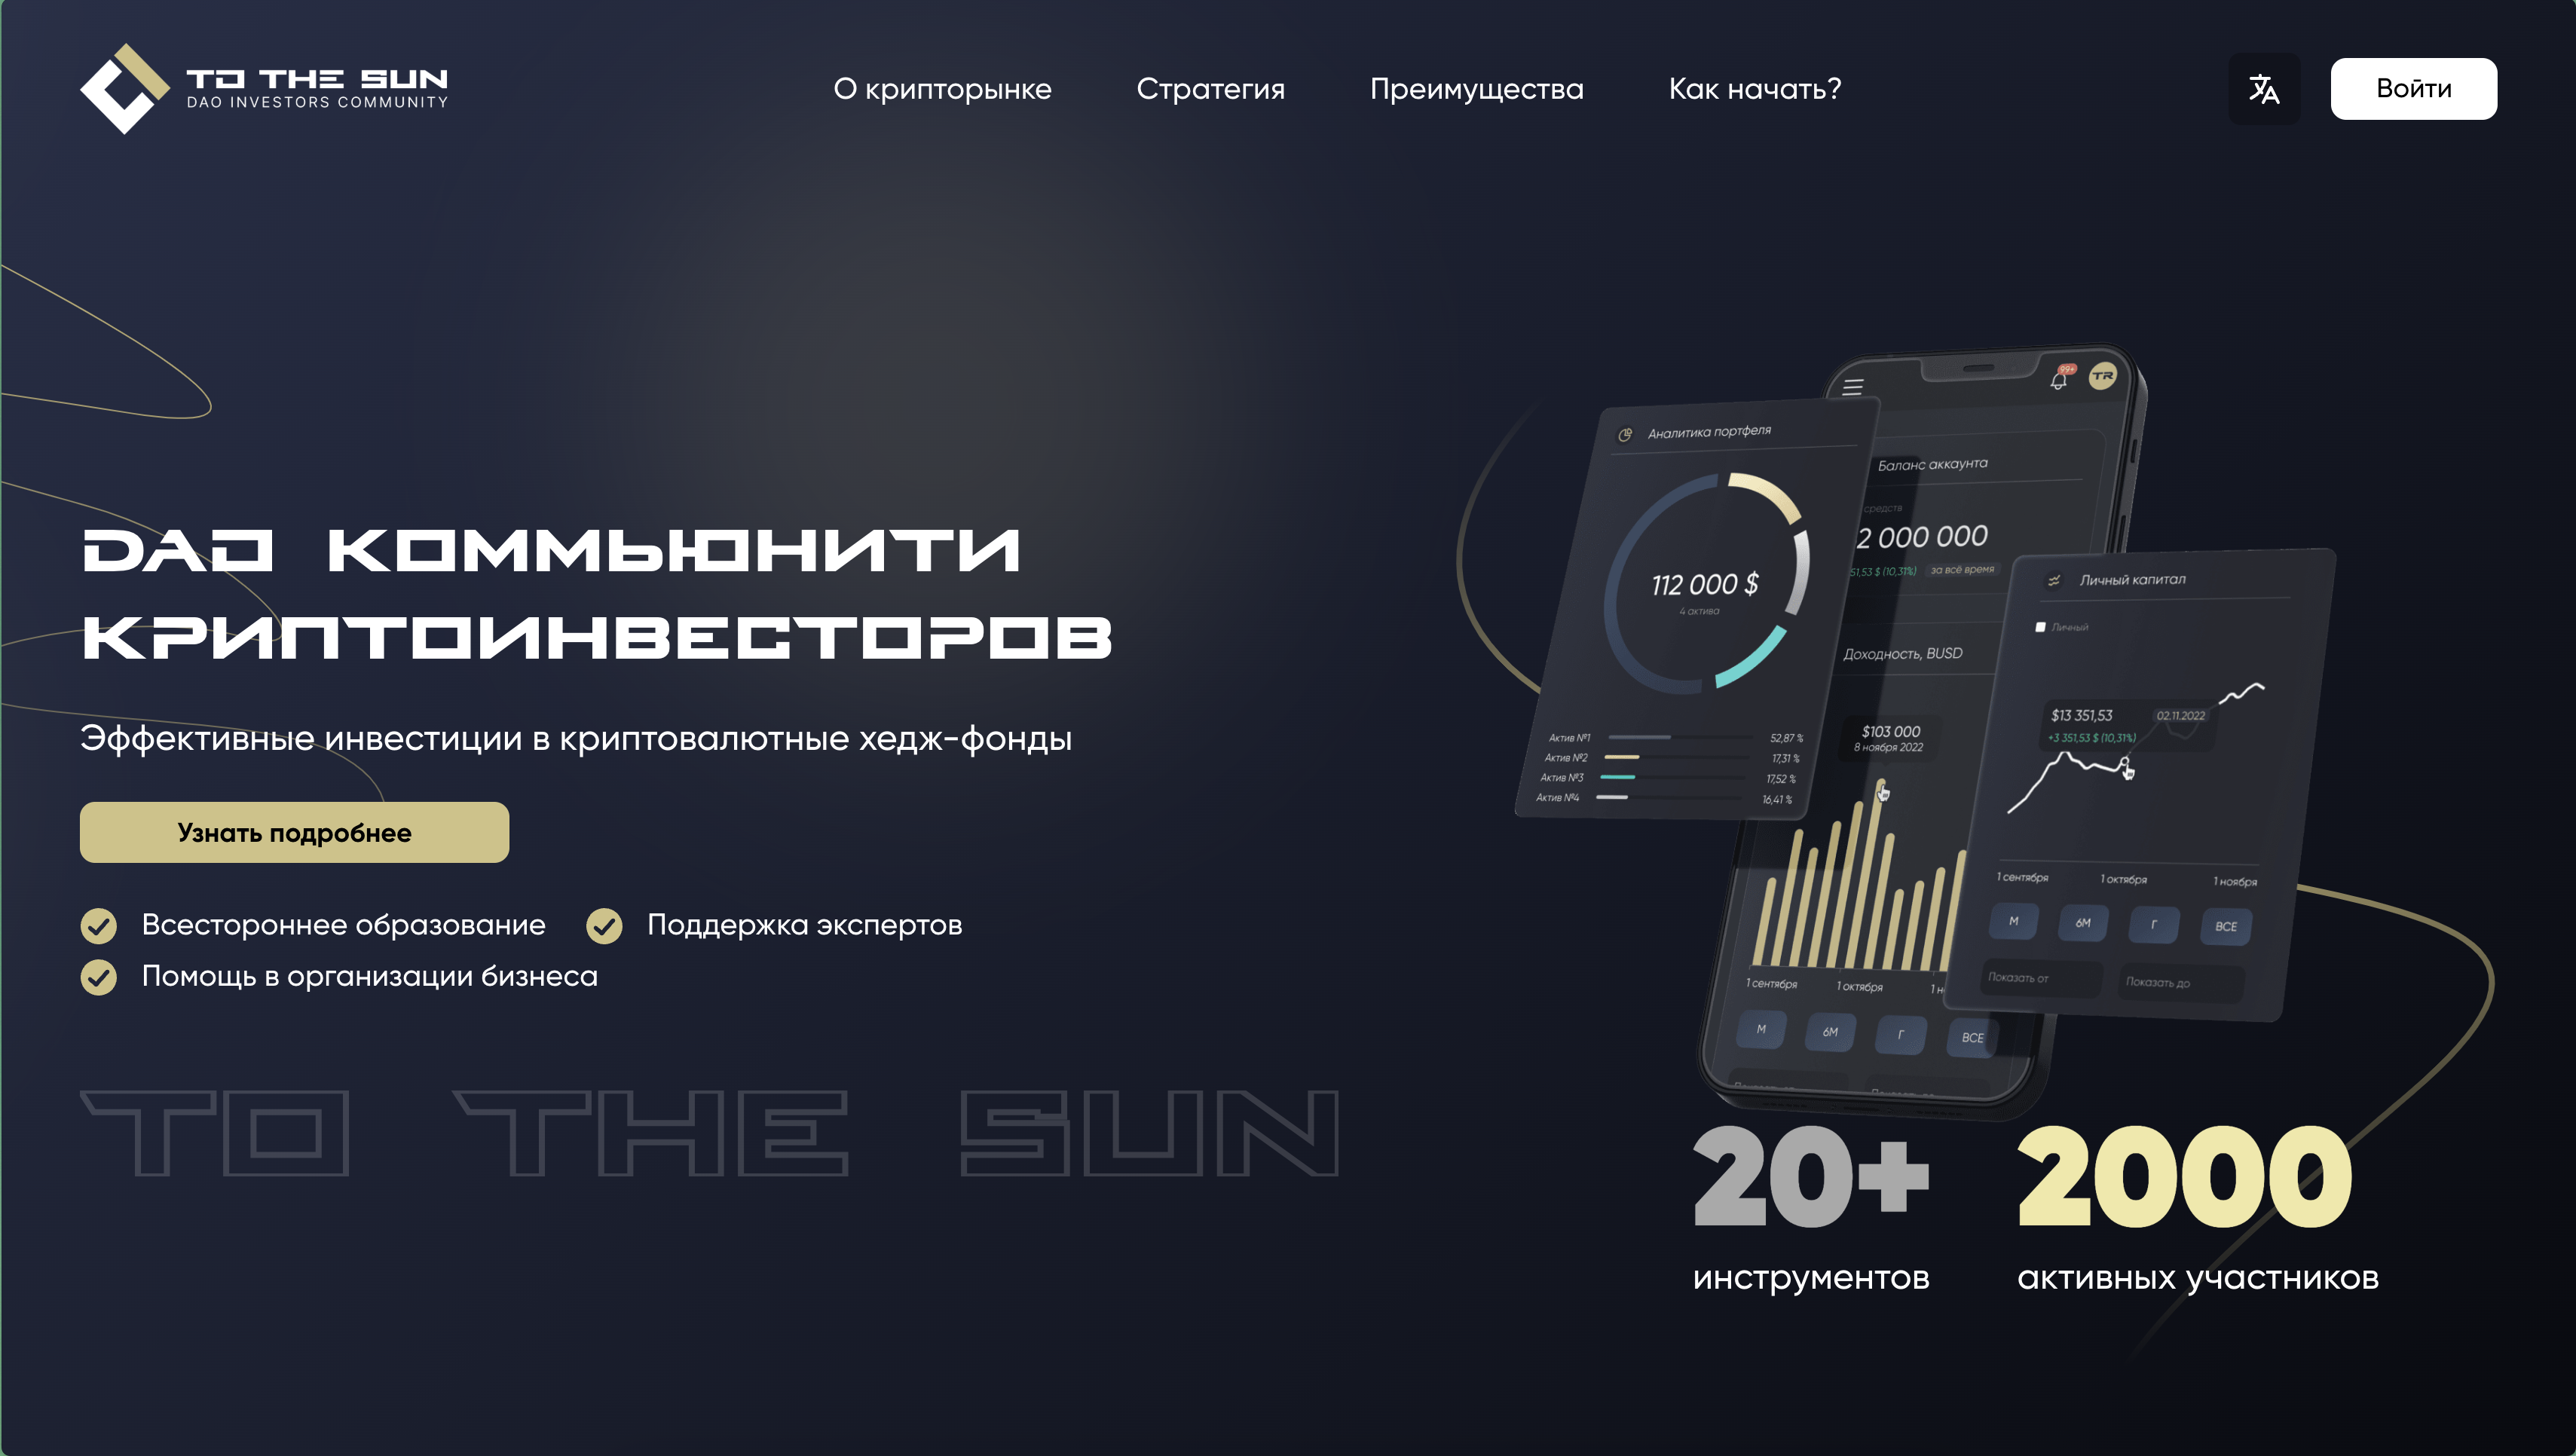 TO THE SUN
DAO INVESTORS COMMUNITY
О крипторынке
Стратегия
Преимущества
Как начать?
Войти
DAO КОММЬЮНИТИ
КРИПТОИНВЕСТОРОВ
Эффективные инвестиции в криптовалютные хедж-фонды
Узнать подробнее
Всестороннее образование
Поддержка экспертов
Помощь в организации бизнеса
TO THE SUN
99+
TR
Аналитика портфеля
112 000 $
4 актива
Актив №1 52,87 %
Актив №2 17,31 %
Актив №3 17,52 %
Актив №4 16,41 %
Баланс аккаунта
средств
2 000 000
51,53 $ (10,31%) за всё время
Доходность, BUSD
$103 000
8 ноября 2022
1 сентября 1 октября
М 6М Г ВСЕ
Личный капитал
Личный
$13 351,53 02.11.2022
+3 351,53 $ (10,31%)
1 сентября 1 октября 1 ноября
М 6М Г ВСЕ
Показать от Показать до
20+
инструментов
2000
активных участников